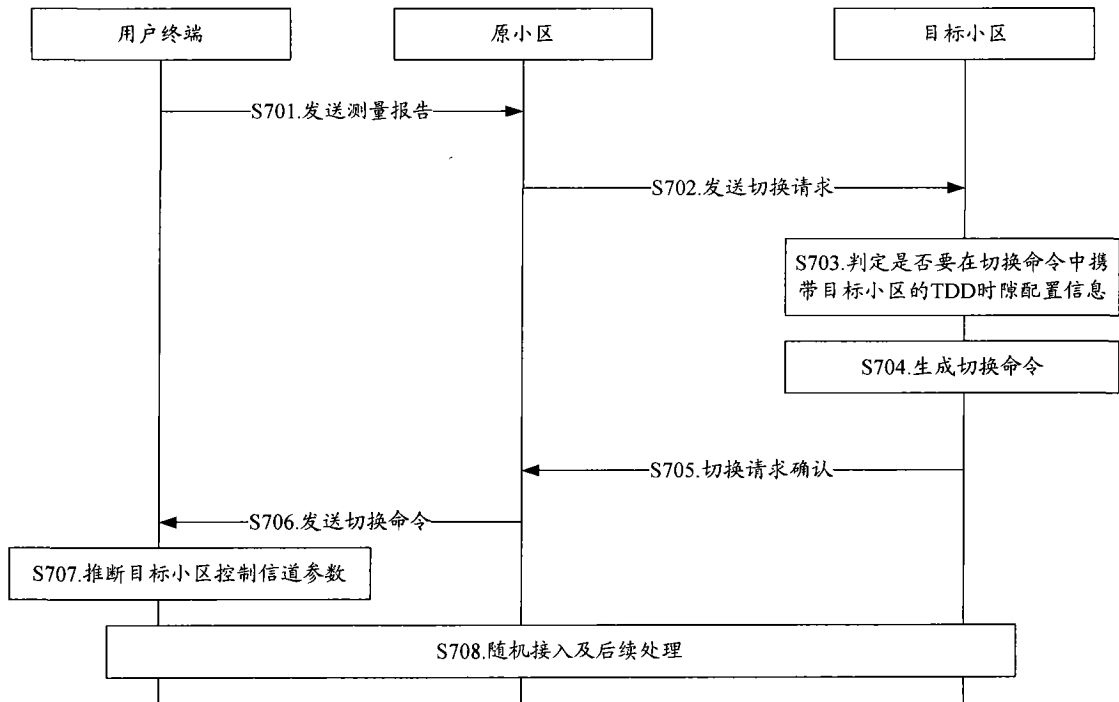 用户终端
原小区
目标小区
S701.发送测量报告
S702.发送切换请求
S703.判定是否要在切换命令中携
带目标小区的TDD时隙配置信息
S704.生成切换命令
S705.切换请求确认
S706.发送切换命令
S707.推断目标小区控制信道参数
S708.随机接入及后续处理